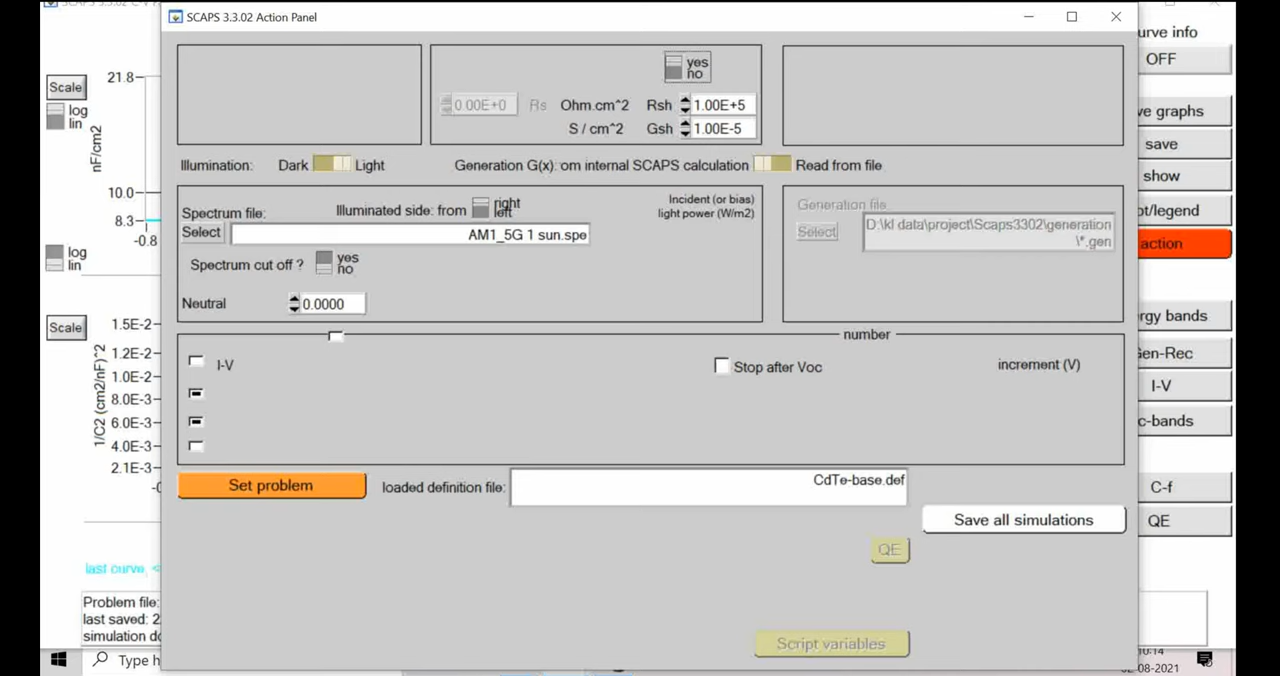 SCAPS 3.3.02 Action Panel
urve info
OFF
Scale
21.8
log
lin
nF/cm2
10.0
8.3
-0.8
yes
no
0.00E+0 Rs Ohm.cm^2 Rsh 1.00E+5
S / cm^2 Gsh 1.00E-5
ve graphs
save
show
ot/legend
action
Illumination: Dark Light Generation G(x): om internal SCAPS calculation Read from file
Spectrum file: Illuminated side: from right
left
Incident (or bias)
light power (W/m2)
Select AM1_5G 1 sun.spe
Spectrum cut off ? yes
no
Neutral 0.0000
Generation file
Select D:\kl data\project\Scaps3302\generation
\*.gen
log
lin
Scale
1/C2 (cm2/nF)^2
1.5E-2
1.2E-2
1.0E-2
8.0E-3
6.0E-3
4.0E-3
2.1E-3
number
I-V Stop after Voc increment (V)
rgy bands
Gen-Rec
I-V
c-bands
C-f
QE
Set problem loaded definition file: CdTe-base.def
Save all simulations
QE
Script variables
last curve,
Problem file:
last saved: 2
simulation do
Type h
10:14
02-08-2021